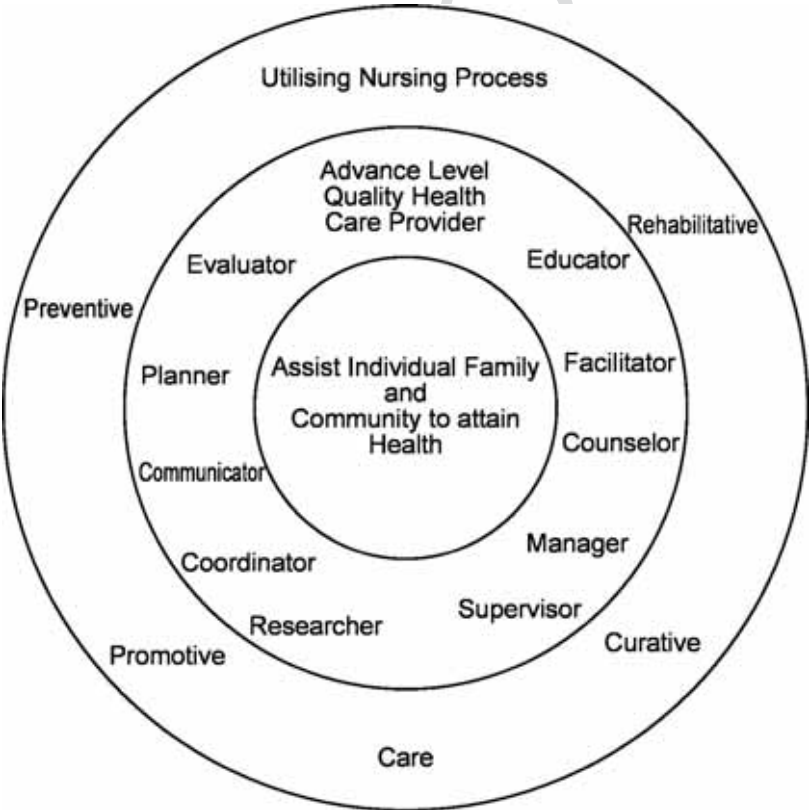 Utilising Nursing Process
Advance Level
Quality Health
Care Provider
Rehabilitative
Evaluator
Educator
Preventive
Planner
Assist Individual Family
and
Community to attain
Health
Facilitator
Counselor
Communicator
Manager
Coordinator
Supervisor
Researcher
Curative
Promotive
Care